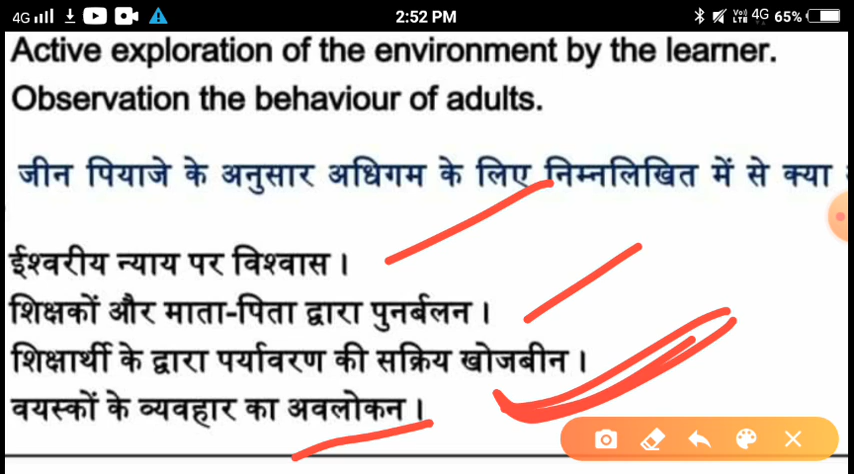 4G 2:52 PM Vo) LTE 4G 65%
Active exploration of the environment by the learner.
Observation the behaviour of adults.
जीन पियाजे के अनुसार अधिगम के लिए निम्नलिखित में से क्या
ईश्वरीय न्याय पर विश्वास ।
शिक्षकों और माता-पिता द्वारा पुनर्बलन ।
शिक्षार्थी के द्वारा पर्यावरण की सक्रिय खोजबीन ।
वयस्कों के व्यवहार का अवलोकन ।